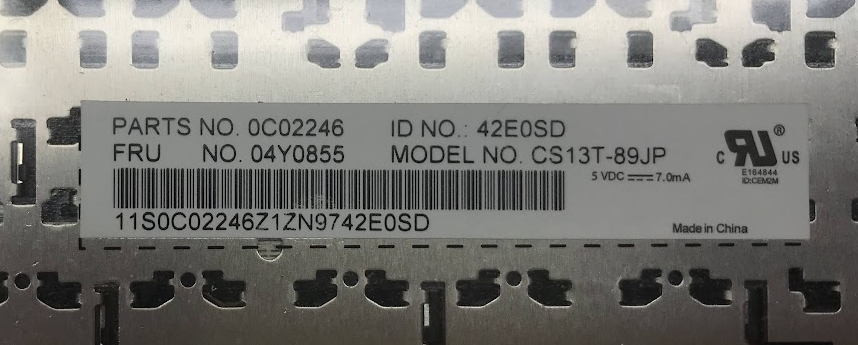 PARTS NO. 0C02246 ID NO.: 42E0SD
FRU NO. 04Y0855 MODEL NO. CS13T-89JP
5 VDC ⎓ 7.0mA
11S0C02246Z1ZN9742E0SD
c RU ® US
E164844
ID:CEM2M
Made in China